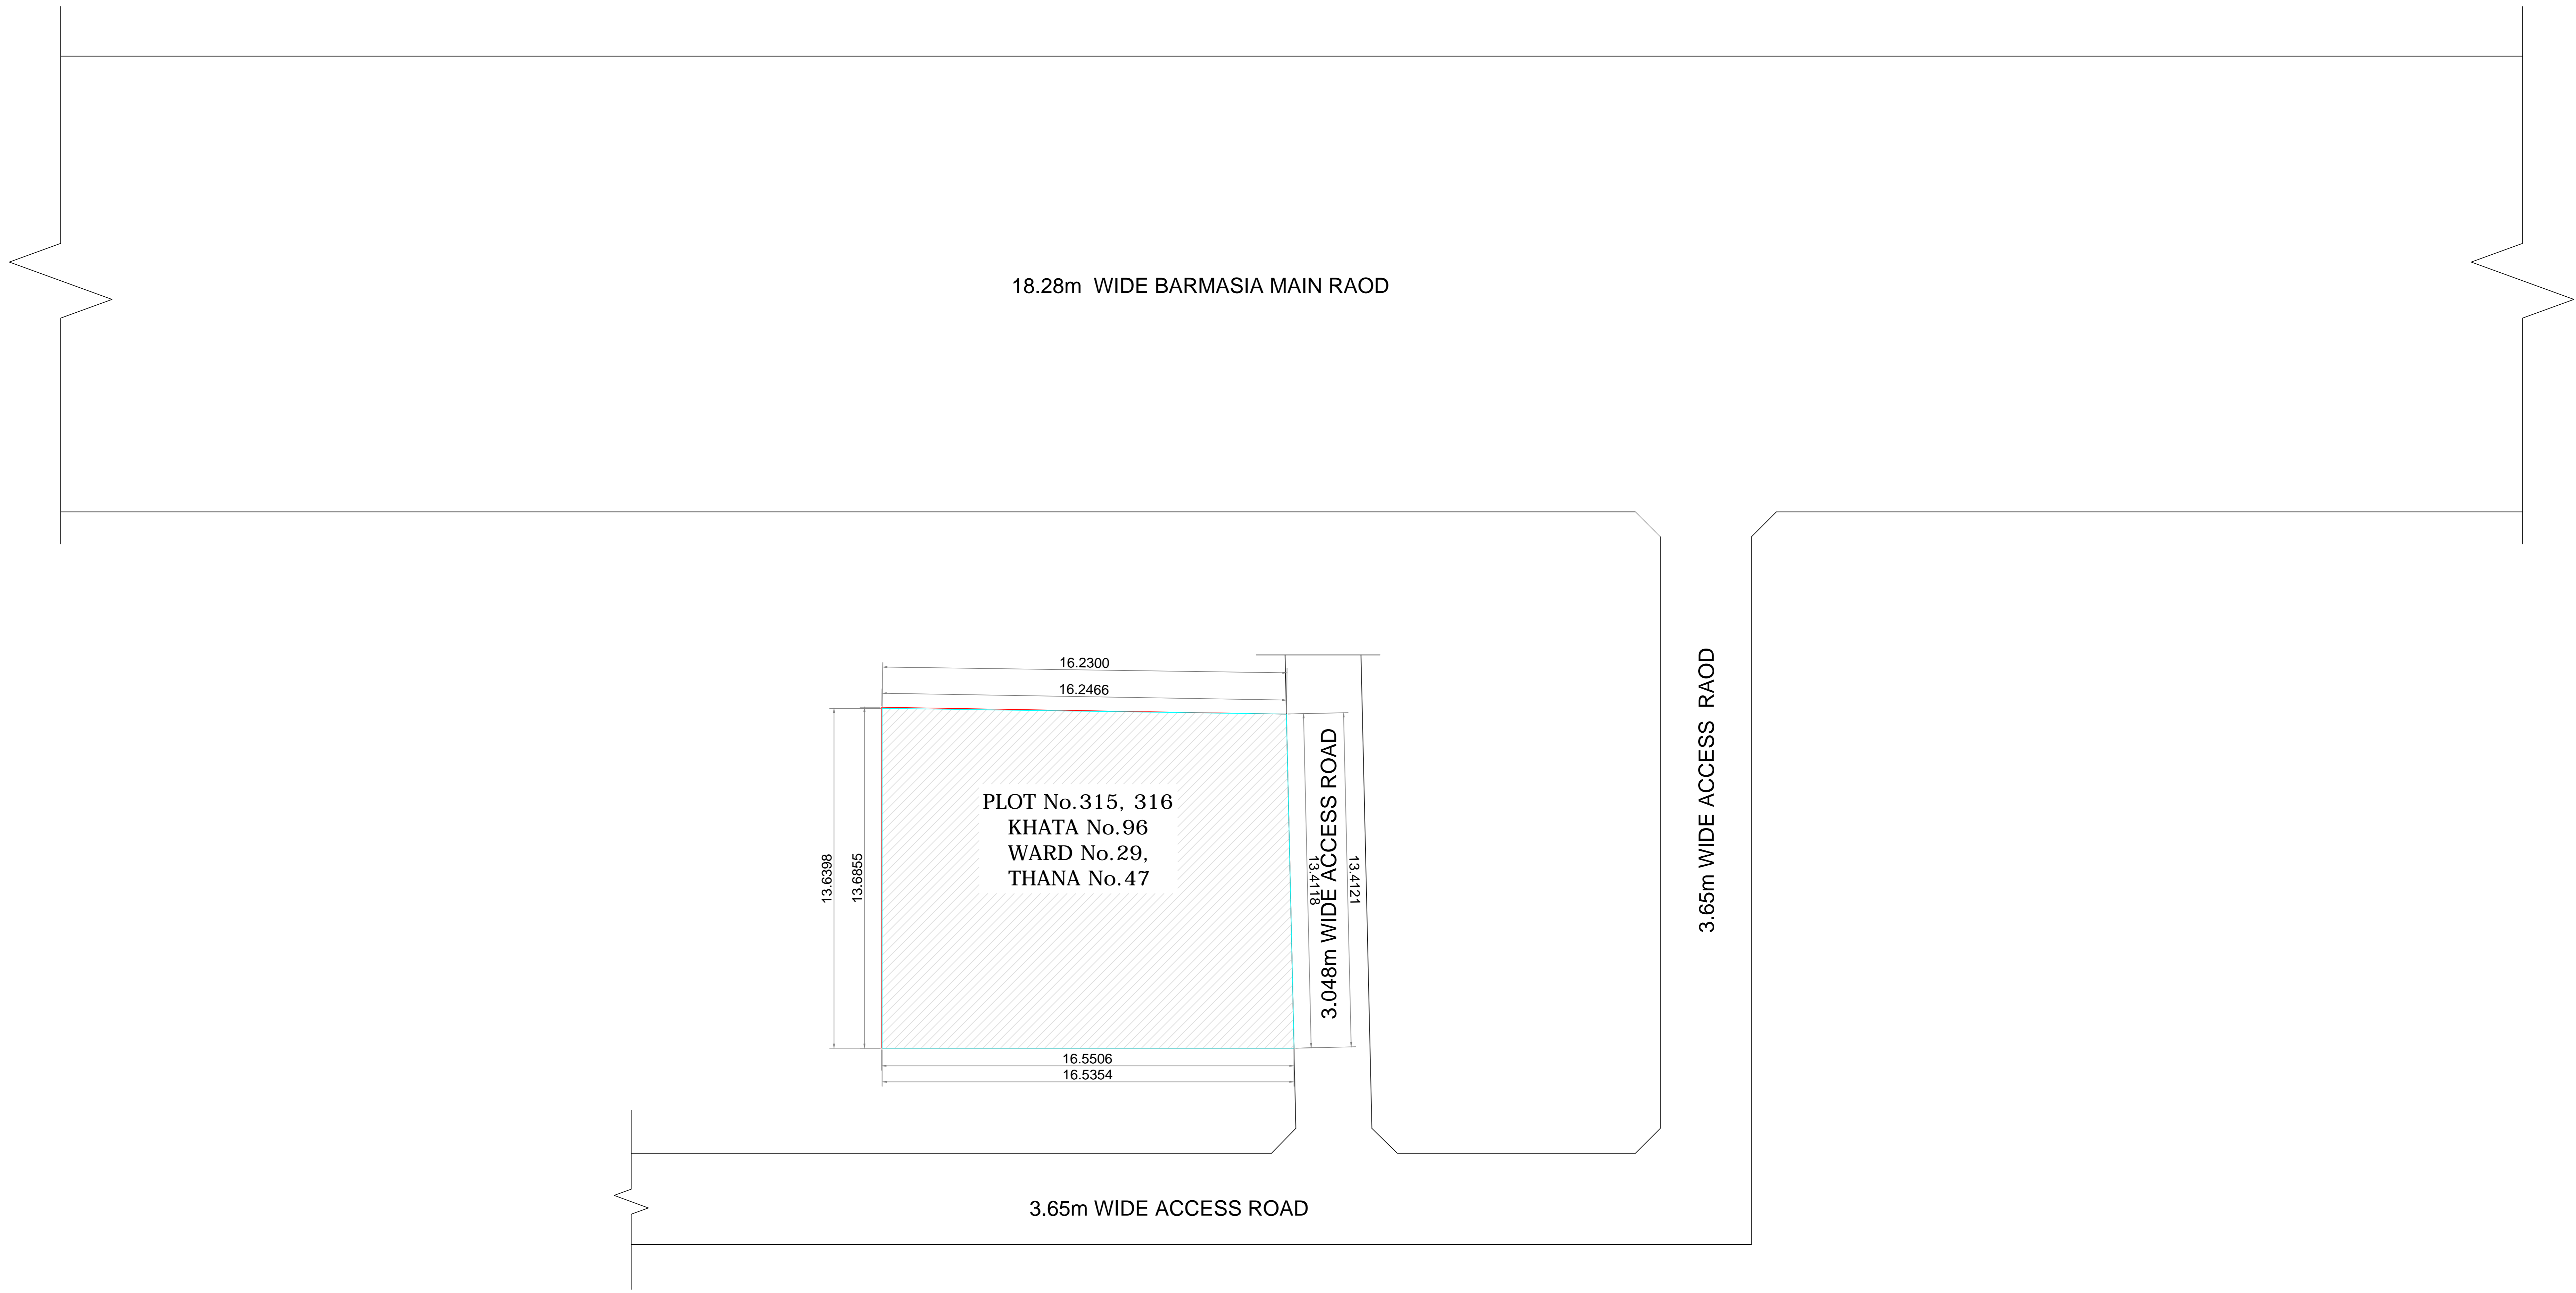 18.28m WIDE BARMASIA MAIN RAOD
16.2300
16.2466
PLOT No.315, 316
KHATA No.96
WARD No.29,
THANA No.47
13.6398
13.6855
13.4118
3.048m WIDE ACCESS ROAD
13.4121
3.65m WIDE ACCESS RAOD
16.5506
16.5354
3.65m WIDE ACCESS ROAD